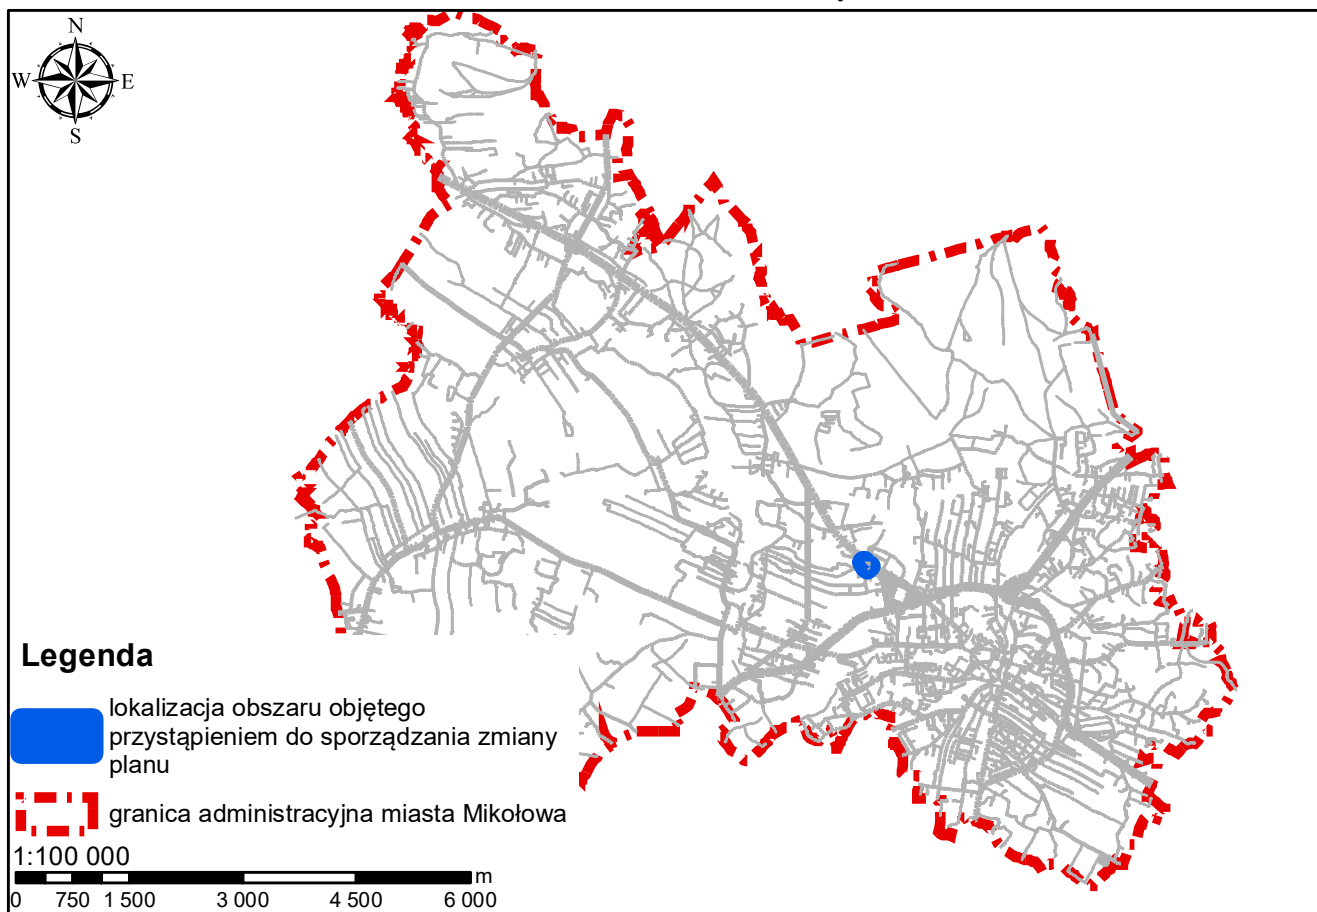 N
W E
S
Legenda
lokalizacja obszaru objętego
przystąpieniem do sporządzania zmiany
planu
granica administracyjna miasta Mikołowa
1:100 000
m
0 750 1 500 3 000 4 500 6 000